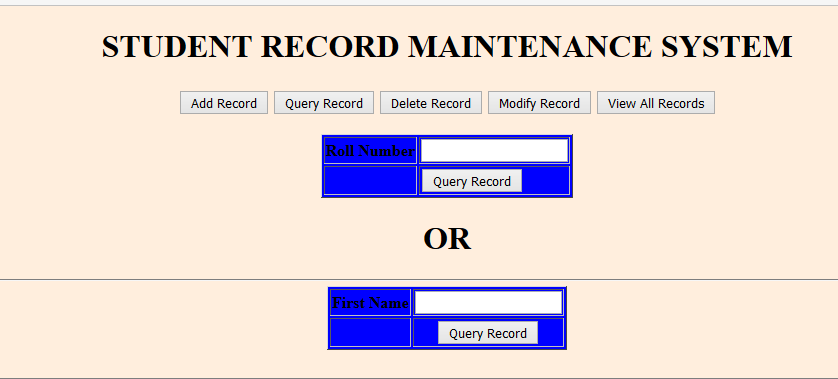 STUDENT RECORD MAINTENANCE SYSTEM
Add Record Query Record Delete Record Modify Record View All Records
Roll Number
Query Record
OR
First Name
Query Record